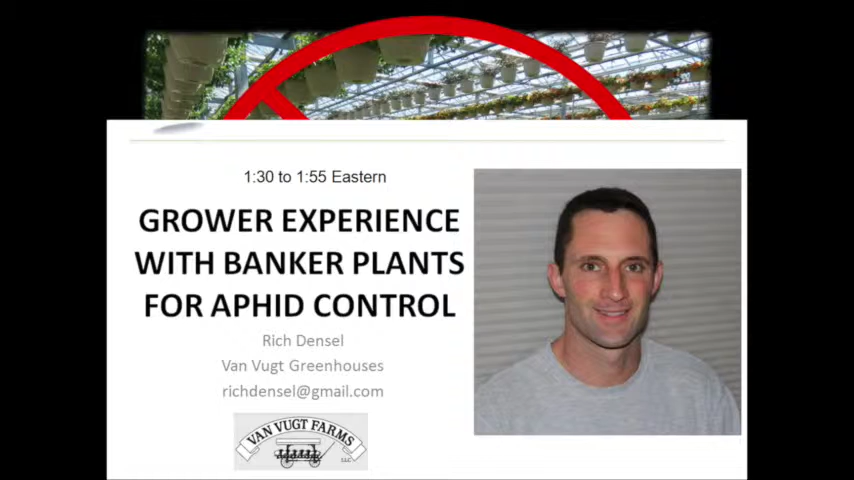 1:30 to 1:55 Eastern
GROWER EXPERIENCE
WITH BANKER PLANTS
FOR APHID CONTROL
Rich Densel
Van Vugt Greenhouses
richdensel@gmail.com
VAN VUGT FARMS
LLC